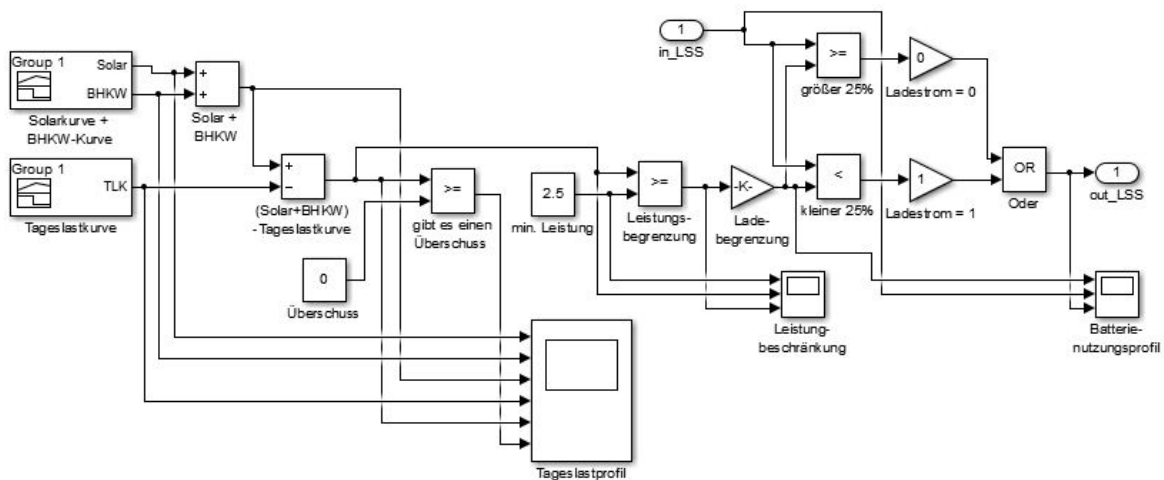 Group 1
Solar
BHKW
Solarkurve +
BHKW-Kurve
+
+
Solar +
BHKW
Group 1
TLK
Tageslastkurve
+
−
(Solar+BHKW)
-Tageslastkurve
>=
gibt es einen
Überschuss
0
Überschuss
Tageslastprofil
2.5
min. Leistung
>=
Leistungs-
begrenzung
-K-
Lade-
begrenzung
Leistung-
beschränkung
1
in_LSS
>=
größer 25%
0
Ladestrom = 0
<
kleiner 25%
1
Ladestrom = 1
OR
Oder
1
out_LSS
Batterie-
nutzungsprofil